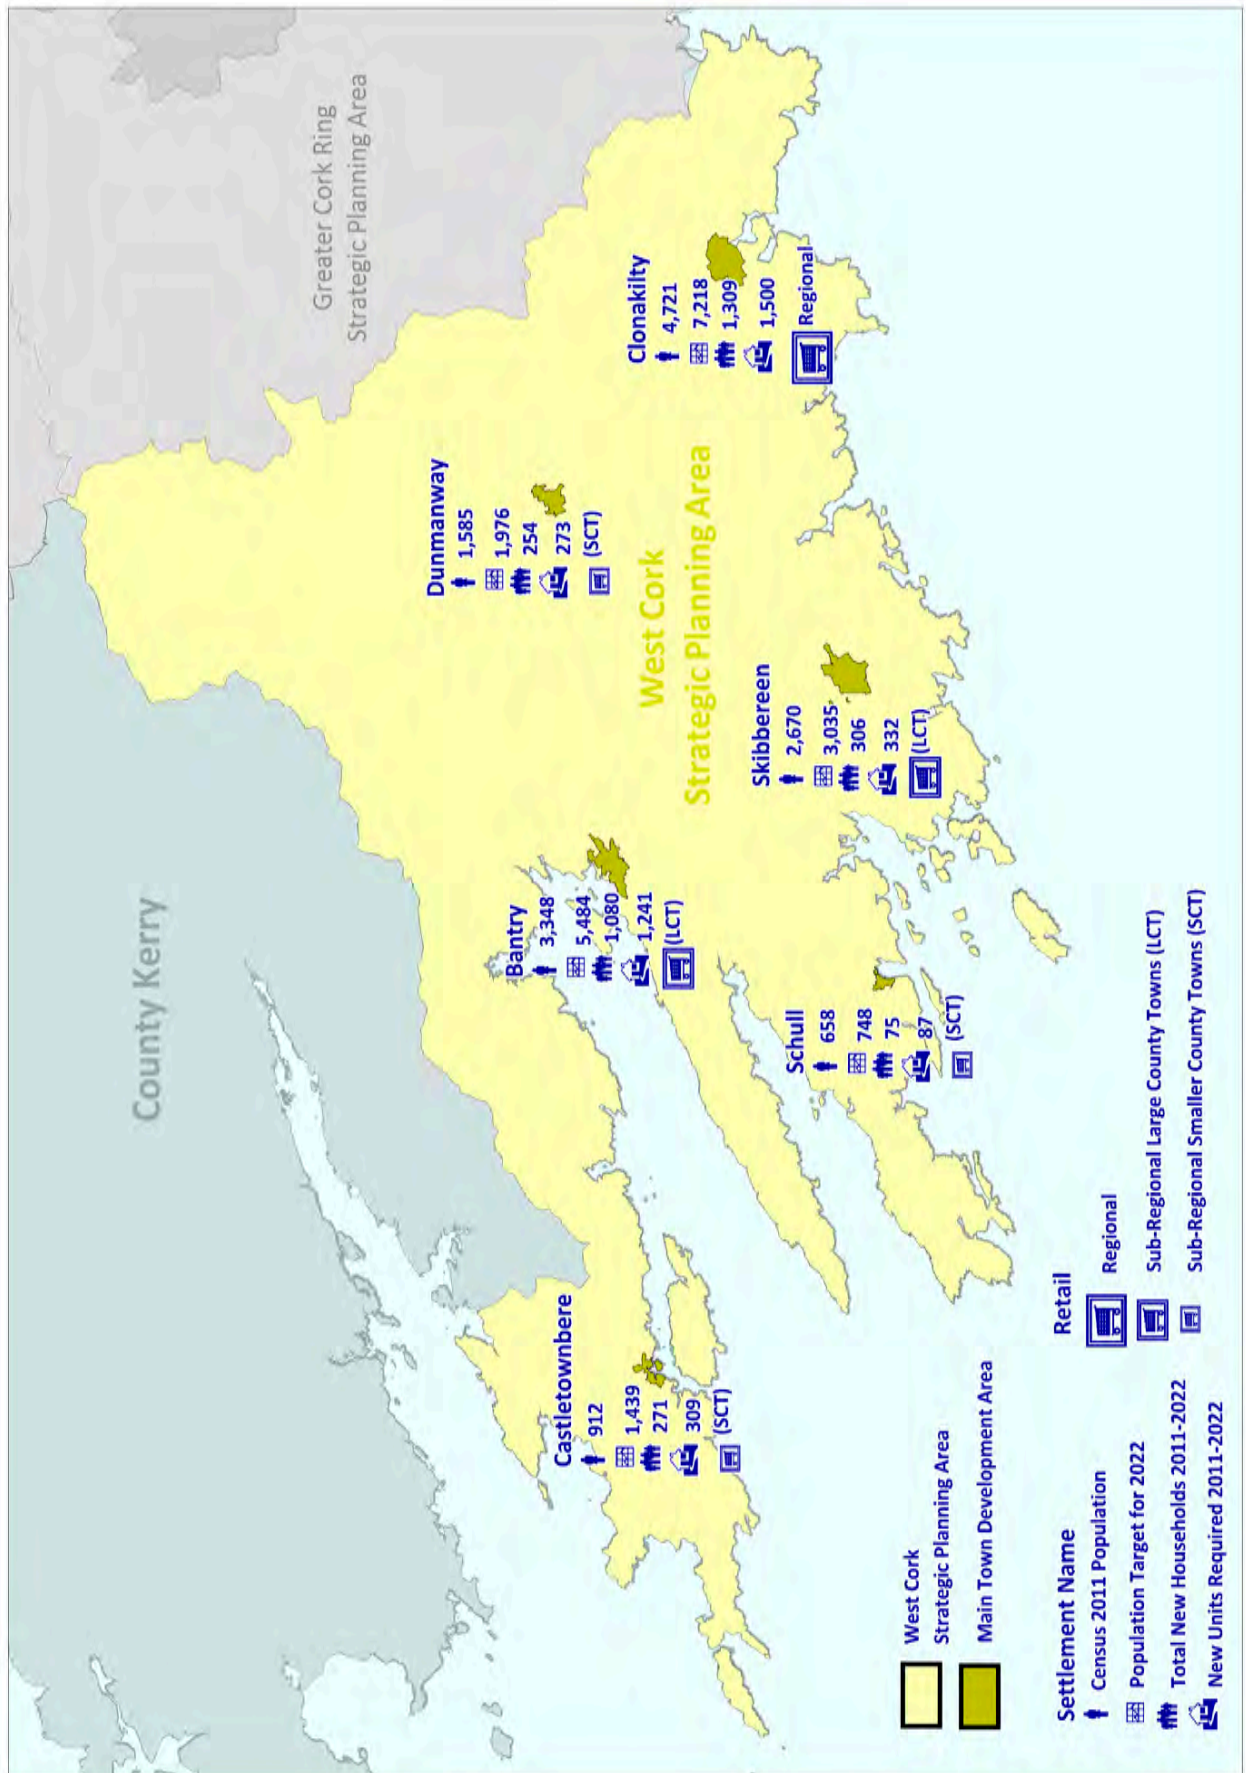 County Kerry
Greater Cork Ring
Strategic Planning Area
West Cork
Strategic Planning Area
Castletownbere
912
1,439
271
309
(SCT)
Bantry
3,348
5,484
1,080
1,241
(LCT)
Dunmanway
1,585
1,976
254
273
(SCT)
Clonakilty
4,721
7,218
1,309
1,500
Regional
Skibbereen
2,670
3,035
306
332
(LCT)
Schull
658
748
75
87
(SCT)
West Cork
Strategic Planning Area
Main Town Development Area
Settlement Name
Census 2011 Population
Population Target for 2022
Total New Households 2011-2022
New Units Required 2011-2022
Retail
Regional
Sub-Regional Large County Towns (LCT)
Sub-Regional Smaller County Towns (SCT)